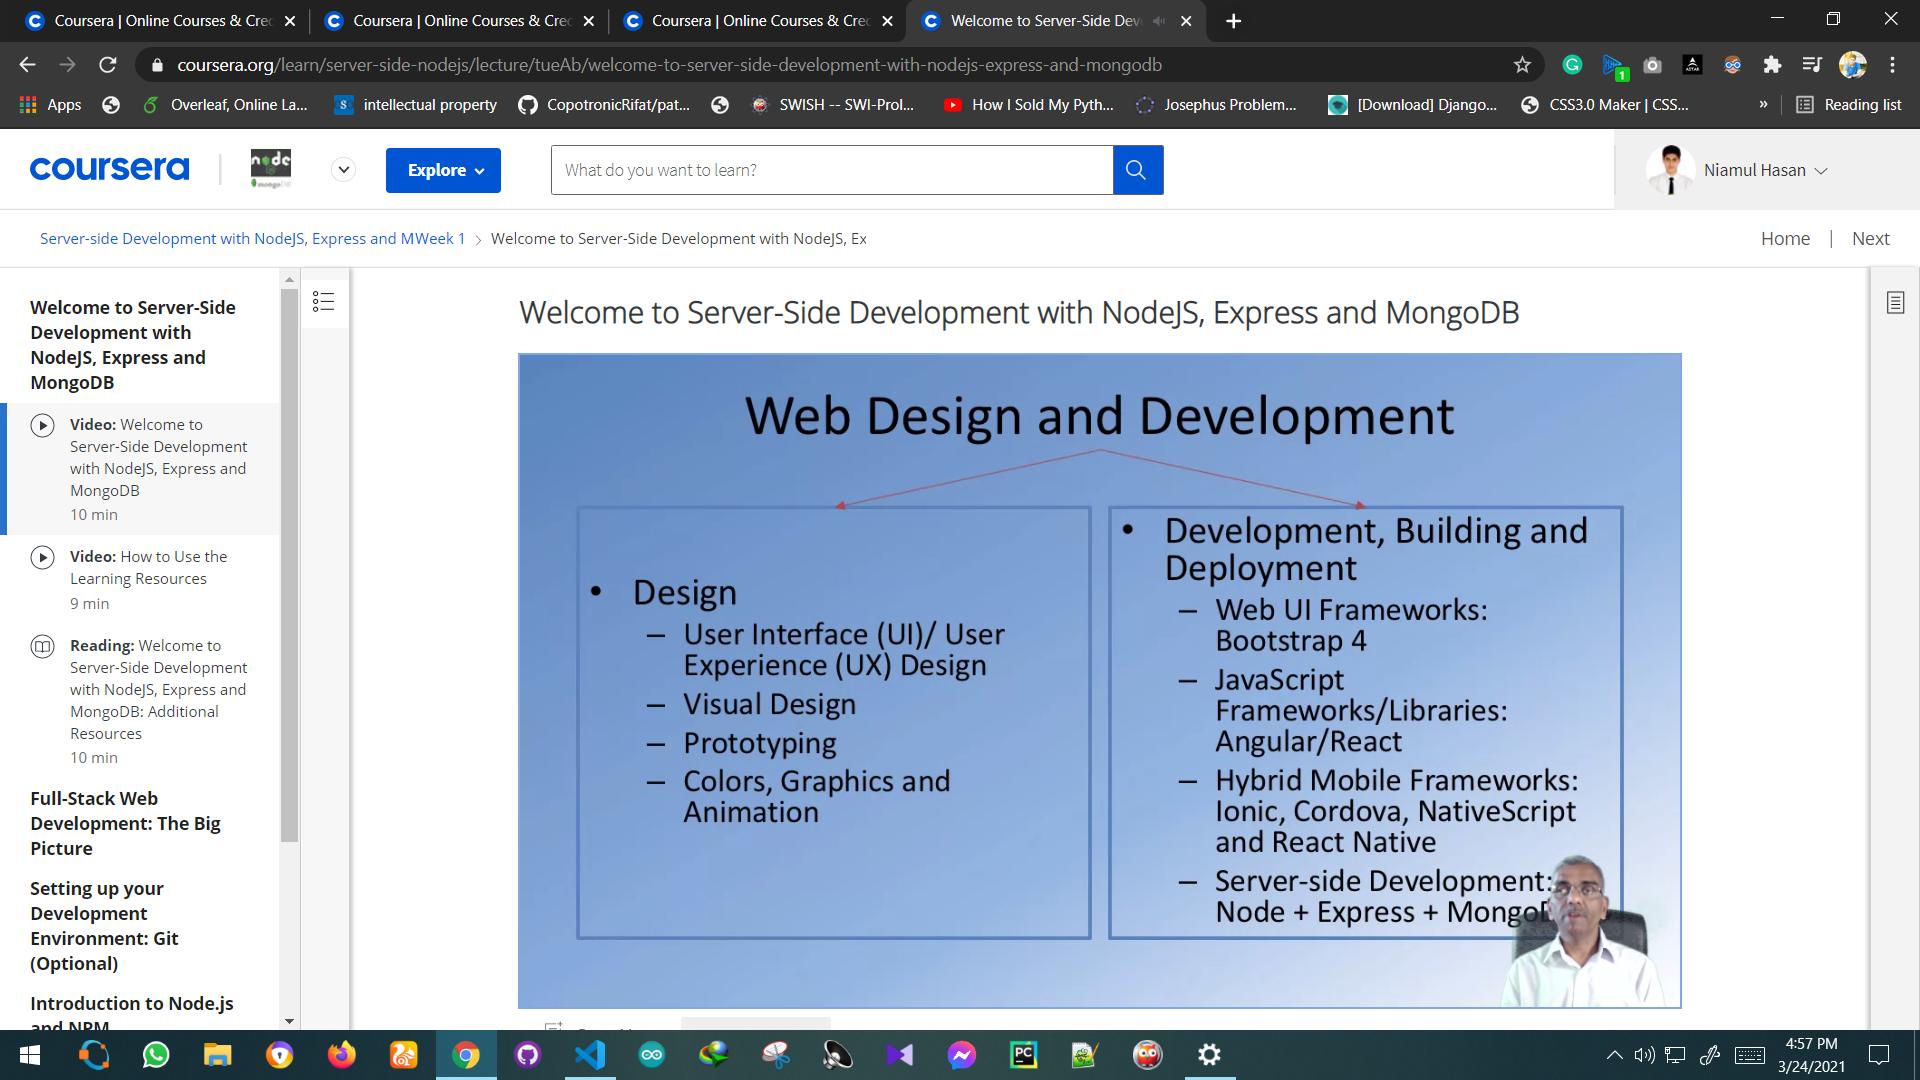 Coursera | Online Courses & Cre
Coursera | Online Courses & Cre
Coursera | Online Courses & Cre
Welcome to Server-Side Dev
coursera.org/learn/server-side-nodejs/lecture/tueAb/welcome-to-server-side-development-with-nodejs-express-and-mongodb
1
Apps
Overleaf, Online La...
intellectual property
CopotronicRifat/pat...
SWISH -- SWI-Prol...
How I Sold My Pyth...
Josephus Problem...
[Download] Django...
CSS3.0 Maker | CSS...
»
Reading list
coursera
node
mongoDB
Explore
What do you want to learn?
Niamul Hasan
Server-side Development with NodeJS, Express and MWeek 1
Welcome to Server-Side Development with NodeJS, Ex
Home | Next
Welcome to Server-Side
Development with
NodeJS, Express and
MongoDB
Video: Welcome to
Server-Side Development
with NodeJS, Express and
MongoDB
10 min
Video: How to Use the
Learning Resources
9 min
Reading: Welcome to
Server-Side Development
with NodeJS, Express and
MongoDB: Additional
Resources
10 min
Full-Stack Web
Development: The Big
Picture
Setting up your
Development
Environment: Git
(Optional)
Introduction to Node.js
and NPM
Welcome to Server-Side Development with NodeJS, Express and MongoDB
Web Design and Development
• Design
– User Interface (UI)/ User
Experience (UX) Design
– Visual Design
– Prototyping
– Colors, Graphics and
Animation
• Development, Building and
Deployment
– Web UI Frameworks:
Bootstrap 4
– JavaScript
Frameworks/Libraries:
Angular/React
– Hybrid Mobile Frameworks:
Ionic, Cordova, NativeScript
and React Native
– Server-side Development:
Node + Express + Mongo
PC
4:57 PM
3/24/2021